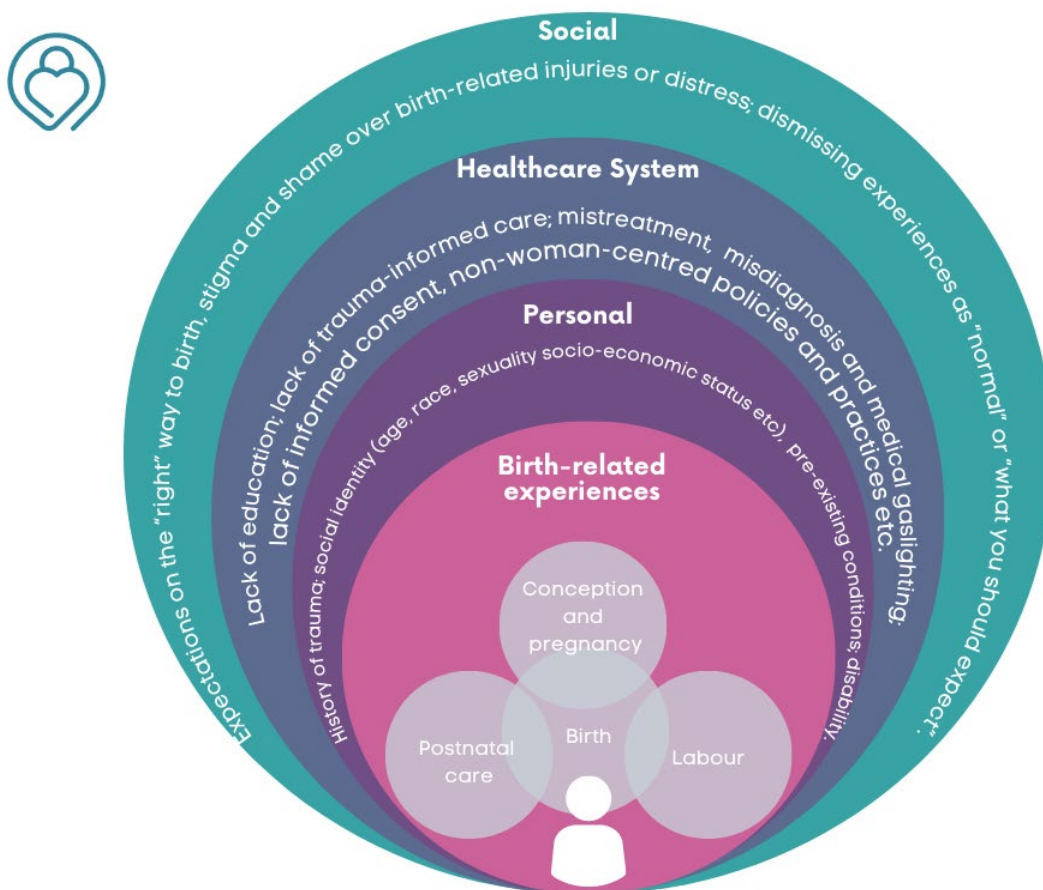 Social
Expectations on the "right" way to birth, stigma and shame over birth-related injuries or distress; dismissing experiences as "normal" or "what you should expect".
Healthcare System
Lack of education; lack of trauma-informed care; mistreatment, misdiagnosis and medical gaslighting;
lack of informed consent, non-woman-centred policies and practices etc.
Personal
History of trauma; social identity (age, race, sexuality socio-economic status etc), pre-existing conditions; disability.
Birth-related
experiences
Conception
and
pregnancy
Birth
Postnatal
care
Labour